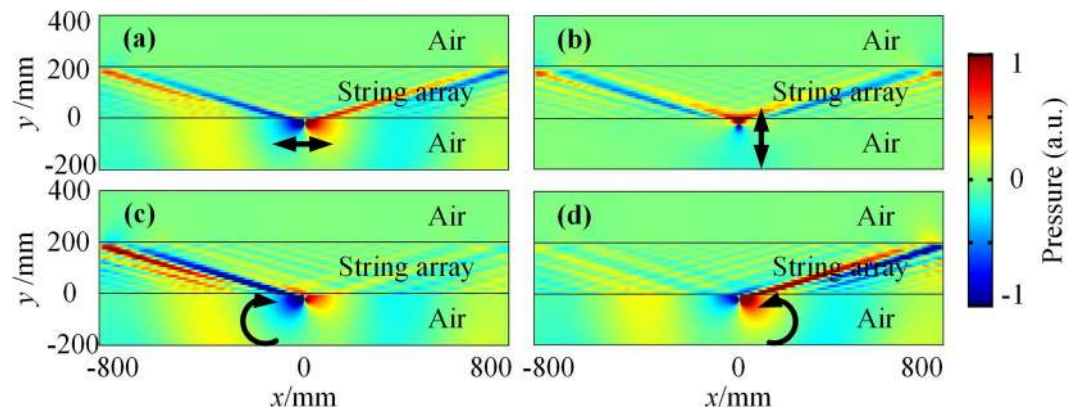 400
(a)
Air
(b)
Air
200
String array
String array
1
y/mm
0
Air
Air
-200
400
(c)
Air
(d)
Air
0
200
String array
String array
y/mm
0
Air
Air
-1
-200
Pressure (a.u.)
-800
0
800
-800
0
800
x/mm
x/mm